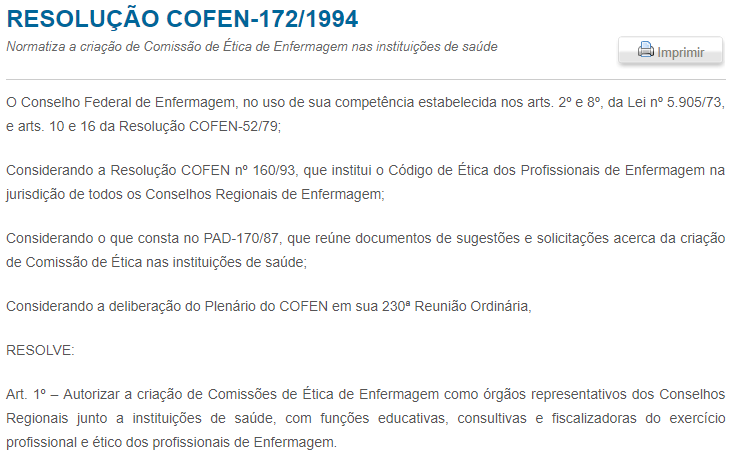 RESOLUÇÃO COFEN-172/1994
Normatiza a criação de Comissão de Ética de Enfermagem nas instituições de saúde
Imprimir
O Conselho Federal de Enfermagem, no uso de sua competência estabelecida nos arts. 2º e 8º, da Lei nº 5.905/73,
e arts. 10 e 16 da Resolução COFEN-52/79;
Considerando a Resolução COFEN nº 160/93, que institui o Código de Ética dos Profissionais de Enfermagem na
jurisdição de todos os Conselhos Regionais de Enfermagem;
Considerando o que consta no PAD-170/87, que reúne documentos de sugestões e solicitações acerca da criação
de Comissão de Ética nas instituições de saúde;
Considerando a deliberação do Plenário do COFEN em sua 230ª Reunião Ordinária,
RESOLVE:
Art. 1º – Autorizar a criação de Comissões de Ética de Enfermagem como órgãos representativos dos Conselhos
Regionais junto a instituições de saúde, com funções educativas, consultivas e fiscalizadoras do exercício
profissional e ético dos profissionais de Enfermagem.